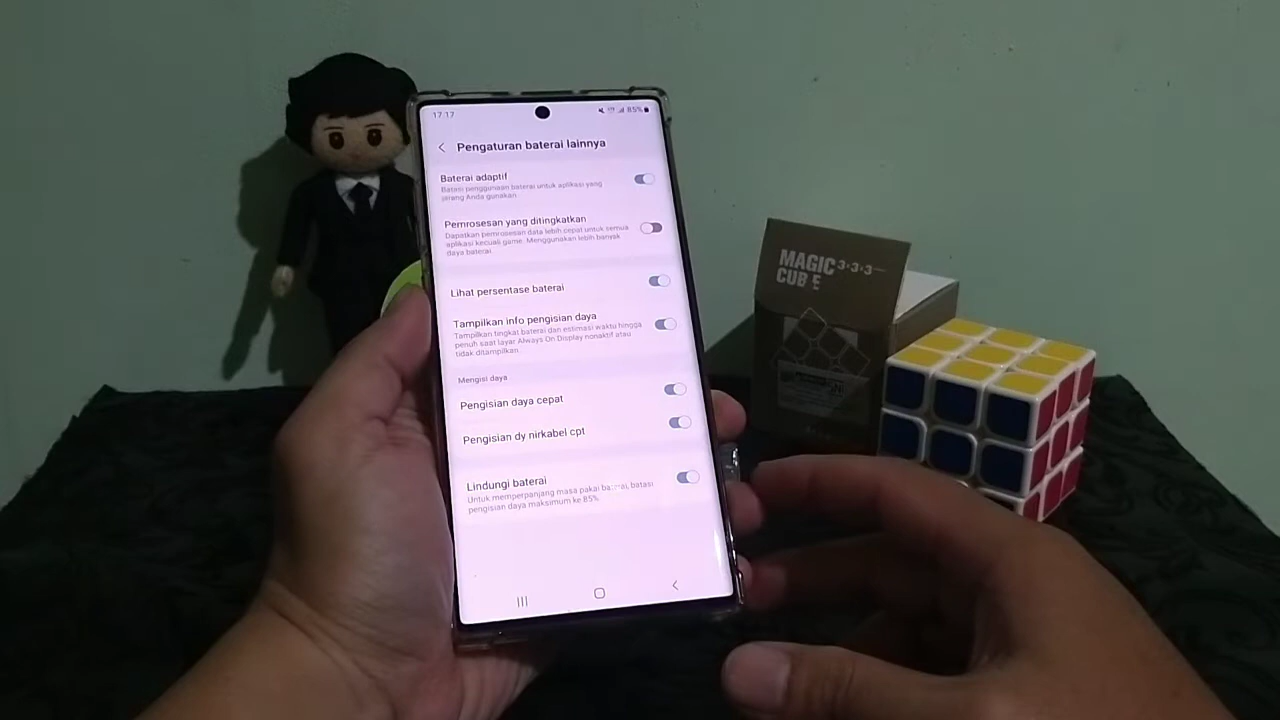 17.17
85%
Pengaturan baterai lainnya
Baterai adaptif
Batasi penggunaan baterai untuk aplikasi yang
jarang Anda gunakan.
Pemrosesan yang ditingkatkan
Dapatkan pemrosesan data lebih cepat untuk semua
aplikasi kecuali game. Menggunakan lebih banyak
daya baterai.
Lihat persentase baterai
Tampilkan info pengisian daya
Tampilkan tingkat baterai dan estimasi waktu hingga
penuh saat layar Always On Display nonaktif atau
tidak ditampilkan.
Mengisi daya
Pengisian daya cepat
Pengisian dy nirkabel cpt
Lindungi baterai
Untuk memperpanjang masa pakai baterai, batasi
pengisian daya maksimum ke 85%.
MAGIC 3·3·3
CUBE